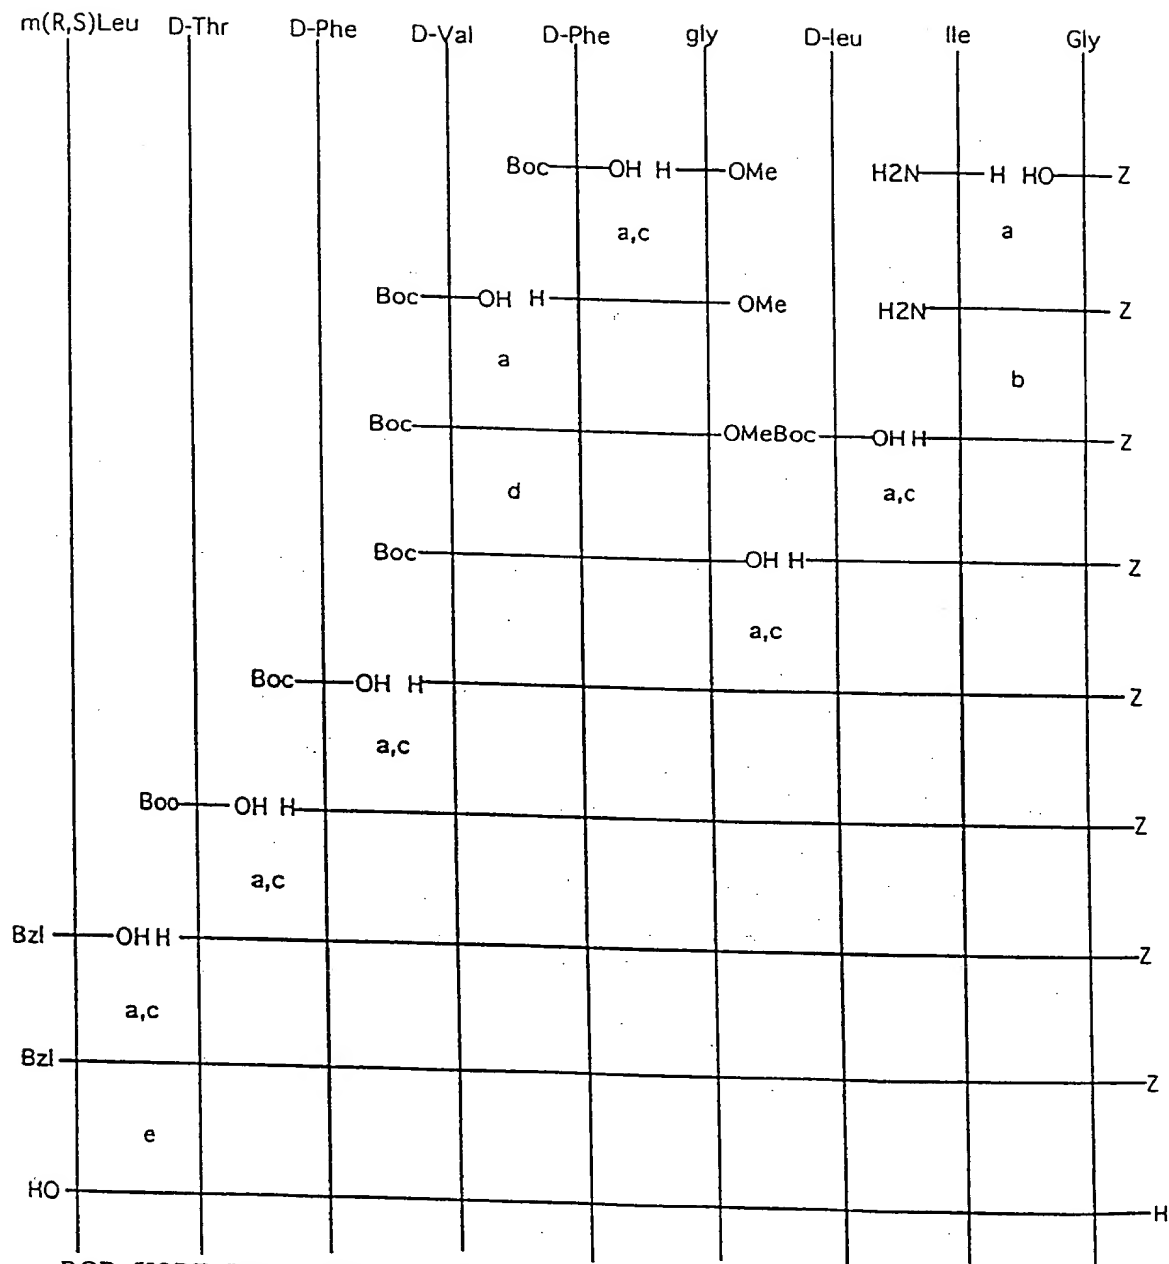 m(R,S)Leu D-Thr D-Phe D-Val D-Phe gly D-leu Ile Gly
Boc OH H OMe H2N H HO Z
a,c a
Boc OH H OMe H2N Z
a b
Boc OMeBoc OH H Z
d a,c
Boc OH H Z
a,c
Boc OH H Z
a,c
Boo OH H Z
a,c
Bzl OH H Z
a,c
Bzl Z
e
HO H